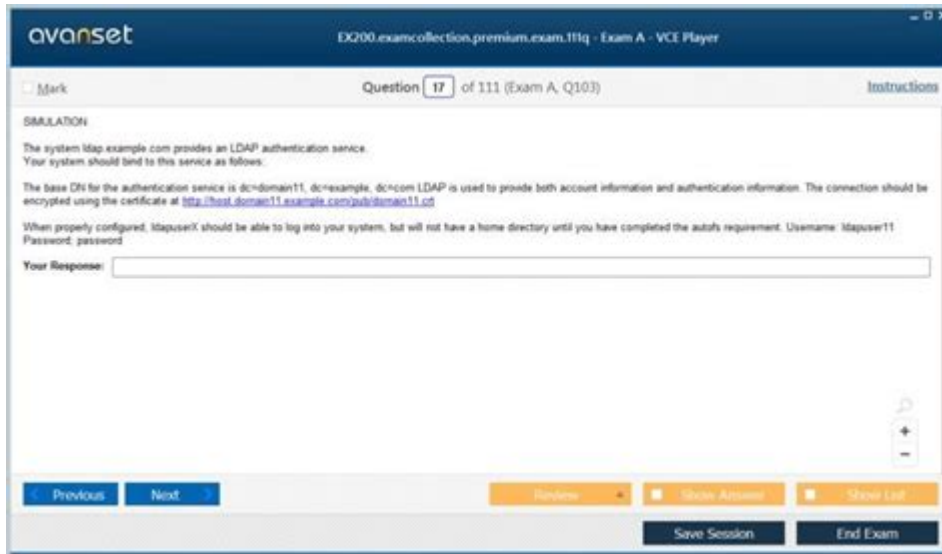 avanset
EX200.examcollection.premium.exam.111q - Exam A - VCE Player
Mark
Question 17 of 111 (Exam A, Q103)
Instructions
SIMULATION
The system ldap.example.com provides an LDAP authentication service.
Your system should bind to this service as follows:
The base DN for the authentication service is dc=domain11, dc=example, dc=com LDAP is used to provide both account information and authentication information. The connection should be
encrypted using the certificate at http://host.domain11.example.com/pub/domain11.crt
When properly configured, ldapuserX should be able to log into your system, but will not have a home directory until you have completed the autofs requirement. Username: ldapuser11
Password: password
Your Response:
+
−
Previous
Next
Review
Show Answer
Show List
Save Session
End Exam